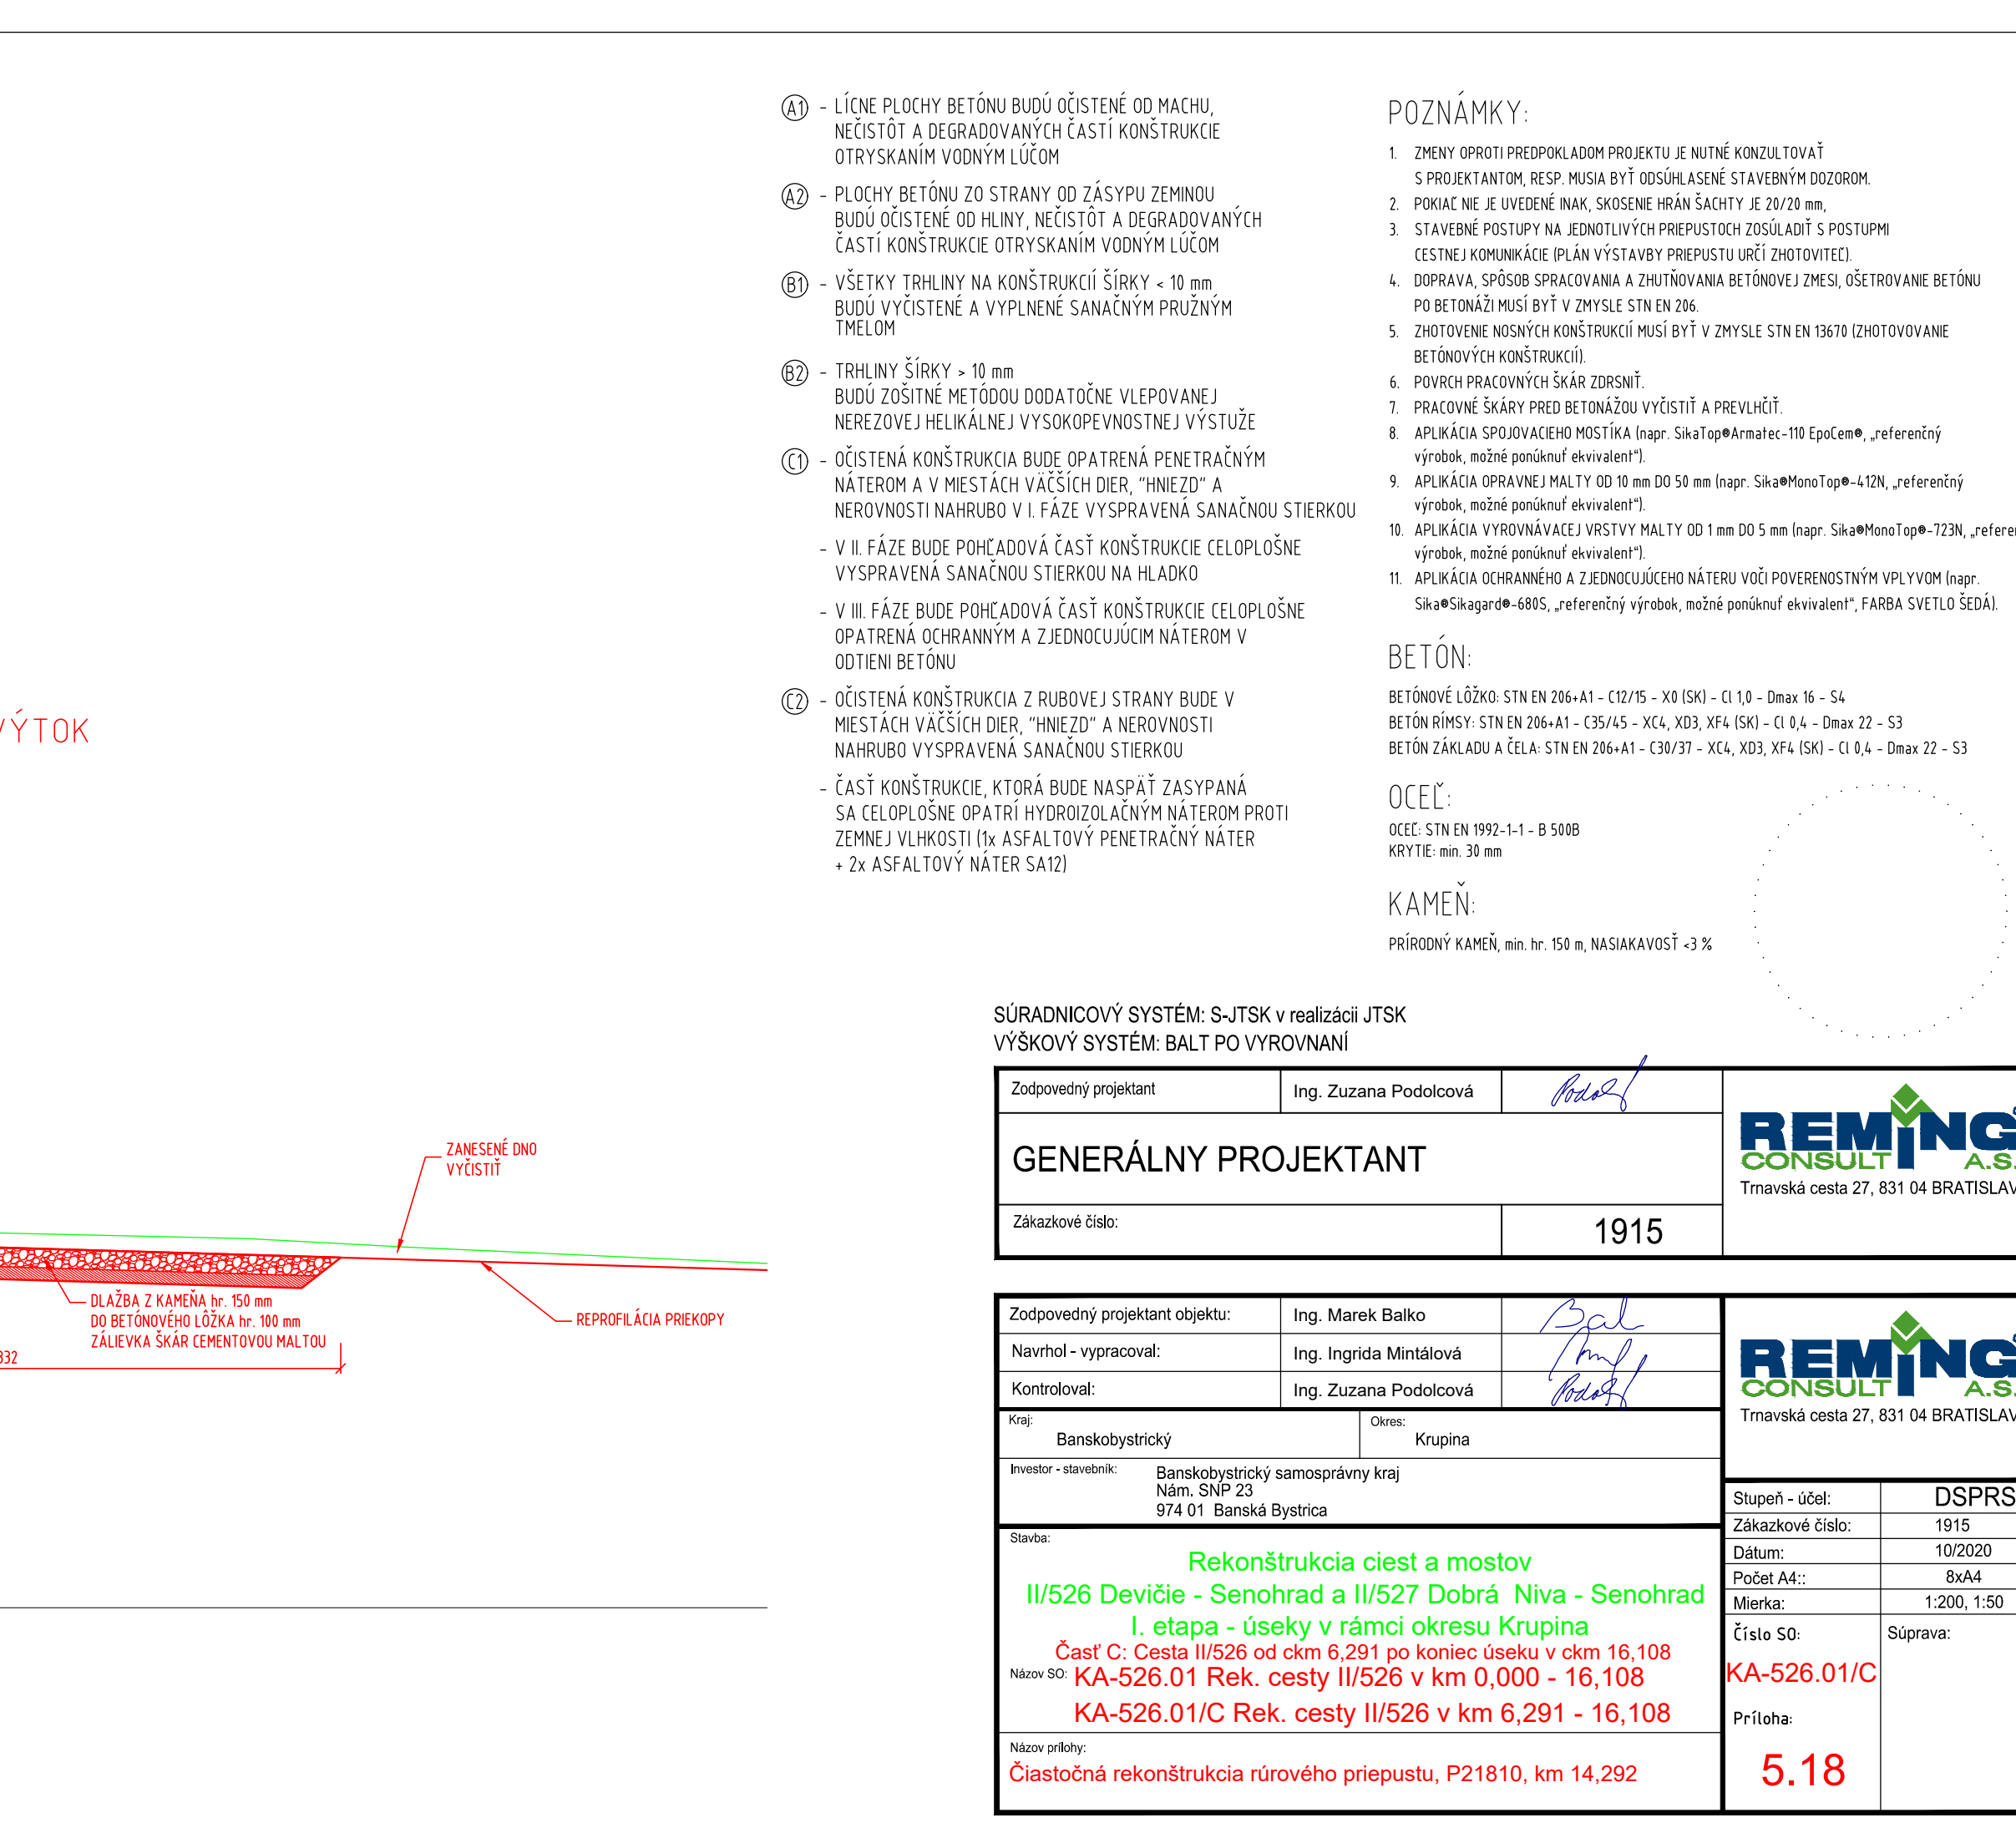 VÝTOK
ZANESENÉ DNO
VYČISTIŤ
DLAŽBA Z KAMEŇA hr. 150 mm
DO BETÓNOVÉHO LÔŽKA hr. 100 mm
ZÁLIEVKA ŠKÁR CEMENTOVOU MALTOU
332
REPROFILÁCIA PRIEKOPY
A1 - LÍCNE PLOCHY BETÓNU BUDÚ OČISTENÉ OD MACHU,
NEČISTÔT A DEGRADOVANÝCH ČASTÍ KONŠTRUKCIE
OTRYSKANÍM VODNÝM LÚČOM
A2 - PLOCHY BETÓNU ZO STRANY OD ZÁSYPU ZEMINOU
BUDÚ OČISTENÉ OD HLINY, NEČISTÔT A DEGRADOVANÝCH
ČASTÍ KONŠTRUKCIE OTRYSKANÍM VODNÝM LÚČOM
B1 - VŠETKY TRHLINY NA KONŠTRUKCIÍ ŠÍRKY < 10 mm
BUDÚ VYČISTENÉ A VYPLNENÉ SANAČNÝM PRUŽNÝM
TMELOM
B2 - TRHLINY ŠÍRKY > 10 mm
BUDÚ ZOŠITNÉ METÓDOU DODATOČNE VLEPOVANEJ
NEREZOVEJ HELIKÁLNEJ VYSOKOPEVNOSTNEJ VÝSTUŽE
C1 - OČISTENÁ KONŠTRUKCIA BUDE OPATRENÁ PENETRAČNÝM
NÁTEROM A V MIESTÁCH VÄČŠÍCH DIER, "HNIEZD" A
NEROVNOSTI NAHRUBO V I. FÁZE VYSPRAVENÁ SANAČNOU STIERKOU
- V II. FÁZE BUDE POHĽADOVÁ ČASŤ KONŠTRUKCIE CELOPLOŠNE
VYSPRAVENÁ SANAČNOU STIERKOU NA HLADKO
- V III. FÁZE BUDE POHĽADOVÁ ČASŤ KONŠTRUKCIE CELOPLOŠNE
OPATRENÁ OCHRANNÝM A ZJEDNOCUJÚCIM NÁTEROM V
ODTIENI BETÓNU
C2 - OČISTENÁ KONŠTRUKCIA Z RUBOVEJ STRANY BUDE V
MIESTÁCH VÄČŠÍCH DIER, "HNIEZD" A NEROVNOSTI
NAHRUBO VYSPRAVENÁ SANAČNOU STIERKOU
- ČASŤ KONŠTRUKCIE, KTORÁ BUDE NASPÄŤ ZASYPANÁ
SA CELOPLOŠNE OPATRÍ HYDROIZOLAČNÝM NÁTEROM PROTI
ZEMNEJ VLHKOSTI (1x ASFALTOVÝ PENETRAČNÝ NÁTER
+ 2x ASFALTOVÝ NÁTER SA12)
POZNÁMKY:
1. ZMENY OPROTI PREDPOKLADOM PROJEKTU JE NUTNÉ KONZULTOVAŤ
S PROJEKTANTOM, RESP. MUSIA BYŤ ODSÚHLASENÉ STAVEBNÝM DOZOROM.
2. POKIAĽ NIE JE UVEDENÉ INAK, SKOSENIE HRÁN ŠACHTY JE 20/20 mm,
3. STAVEBNÉ POSTUPY NA JEDNOTLIVÝCH PRIEPUSTOCH ZOSÚLADIŤ S POSTUPMI
CESTNEJ KOMUNIKÁCIE (PLÁN VÝSTAVBY PRIEPUSTU URČÍ ZHOTOVITEĽ).
4. DOPRAVA, SPÔSOB SPRACOVANIA A ZHUTŇOVANIA BETÓNOVEJ ZMESI, OŠETROVANIE BETÓNU
PO BETONÁŽI MUSÍ BYŤ V ZMYSLE STN EN 206.
5. ZHOTOVENIE NOSNÝCH KONŠTRUKCIÍ MUSÍ BYŤ V ZMYSLE STN EN 13670 (ZHOTOVOVANIE
BETÓNOVÝCH KONŠTRUKCIÍ).
6. POVRCH PRACOVNÝCH ŠKÁR ZDRSNIŤ.
7. PRACOVNÉ ŠKÁRY PRED BETONÁŽOU VYČISTIŤ A PREVLHČIŤ.
8. APLIKÁCIA SPOJOVACIEHO MOSTÍKA (napr. SikaTop®Armatec-110 EpoCem®, „referenčný
výrobok, možné ponúknuť ekvivalent“).
9. APLIKÁCIA OPRAVNEJ MALTY OD 10 mm DO 50 mm (napr. Sika®MonoTop®-412N, „referenčný
výrobok, možné ponúknuť ekvivalent“).
10. APLIKÁCIA VYROVNÁVACEJ VRSTVY MALTY OD 1 mm DO 5 mm (napr. Sika®MonoTop®-723N, „refere
výrobok, možné ponúknuť ekvivalent“).
11. APLIKÁCIA OCHRANNÉHO A ZJEDNOCUJÚCEHO NÁTERU VOČI POVERENOSTNÝM VPLYVOM (napr.
Sika®Sikagard®-680S, „referenčný výrobok, možné ponúknuť ekvivalent“, FARBA SVETLO ŠEDÁ).
BETÓN:
BETÓNOVÉ LÔŽKO: STN EN 206+A1 - C12/15 - X0 (SK) - Cl 1,0 - Dmax 16 - S4
BETÓN RÍMSY: STN EN 206+A1 - C35/45 - XC4, XD3, XF4 (SK) - Cl 0,4 - Dmax 22 - S3
BETÓN ZÁKLADU A ČELA: STN EN 206+A1 - C30/37 - XC4, XD3, XF4 (SK) - Cl 0,4 - Dmax 22 - S3
OCEĽ:
OCEĽ: STN EN 1992-1-1 - B 500B
KRYTIE: min. 30 mm
KAMEŇ:
PRÍRODNÝ KAMEŇ, min. hr. 150 m, NASIAKAVOSŤ <3 %
SÚRADNICOVÝ SYSTÉM: S-JTSK v realizácii JTSK
VÝŠKOVÝ SYSTÉM: BALT PO VYROVNANÍ
Zodpovedný projektant Ing. Zuzana Podolcová
GENERÁLNY PROJEKTANT
Zákazkové číslo: 1915
REMING
CONSULT A.S.
Trnavská cesta 27, 831 04 BRATISLAV
Zodpovedný projektant objektu: Ing. Marek Balko
Navrhol - vypracoval: Ing. Ingrida Mintálová
Kontroloval: Ing. Zuzana Podolcová
REMING
CONSULT A.S.
Trnavská cesta 27, 831 04 BRATISLAV
Kraj: Banskobystrický
Okres: Krupina
Investor - stavebník: Banskobystrický samosprávny kraj
Nám. SNP 23
974 01 Banská Bystrica
Stavba:
Rekonštrukcia ciest a mostov
II/526 Devičie - Senohrad a II/527 Dobrá Niva - Senohrad
I. etapa - úseky v rámci okresu Krupina
Časť C: Cesta II/526 od ckm 6,291 po koniec úseku v ckm 16,108
Názov SO: KA-526.01 Rek. cesty II/526 v km 0,000 - 16,108
KA-526.01/C Rek. cesty II/526 v km 6,291 - 16,108
Názov prílohy:
Čiastočná rekonštrukcia rúrového priepustu, P21810, km 14,292
Stupeň - účel: DSPRS
Zákazkové číslo: 1915
Dátum: 10/2020
Počet A4:: 8xA4
Mierka: 1:200, 1:50
Číslo SO: Súprava:
KA-526.01/C
Príloha:
5.18